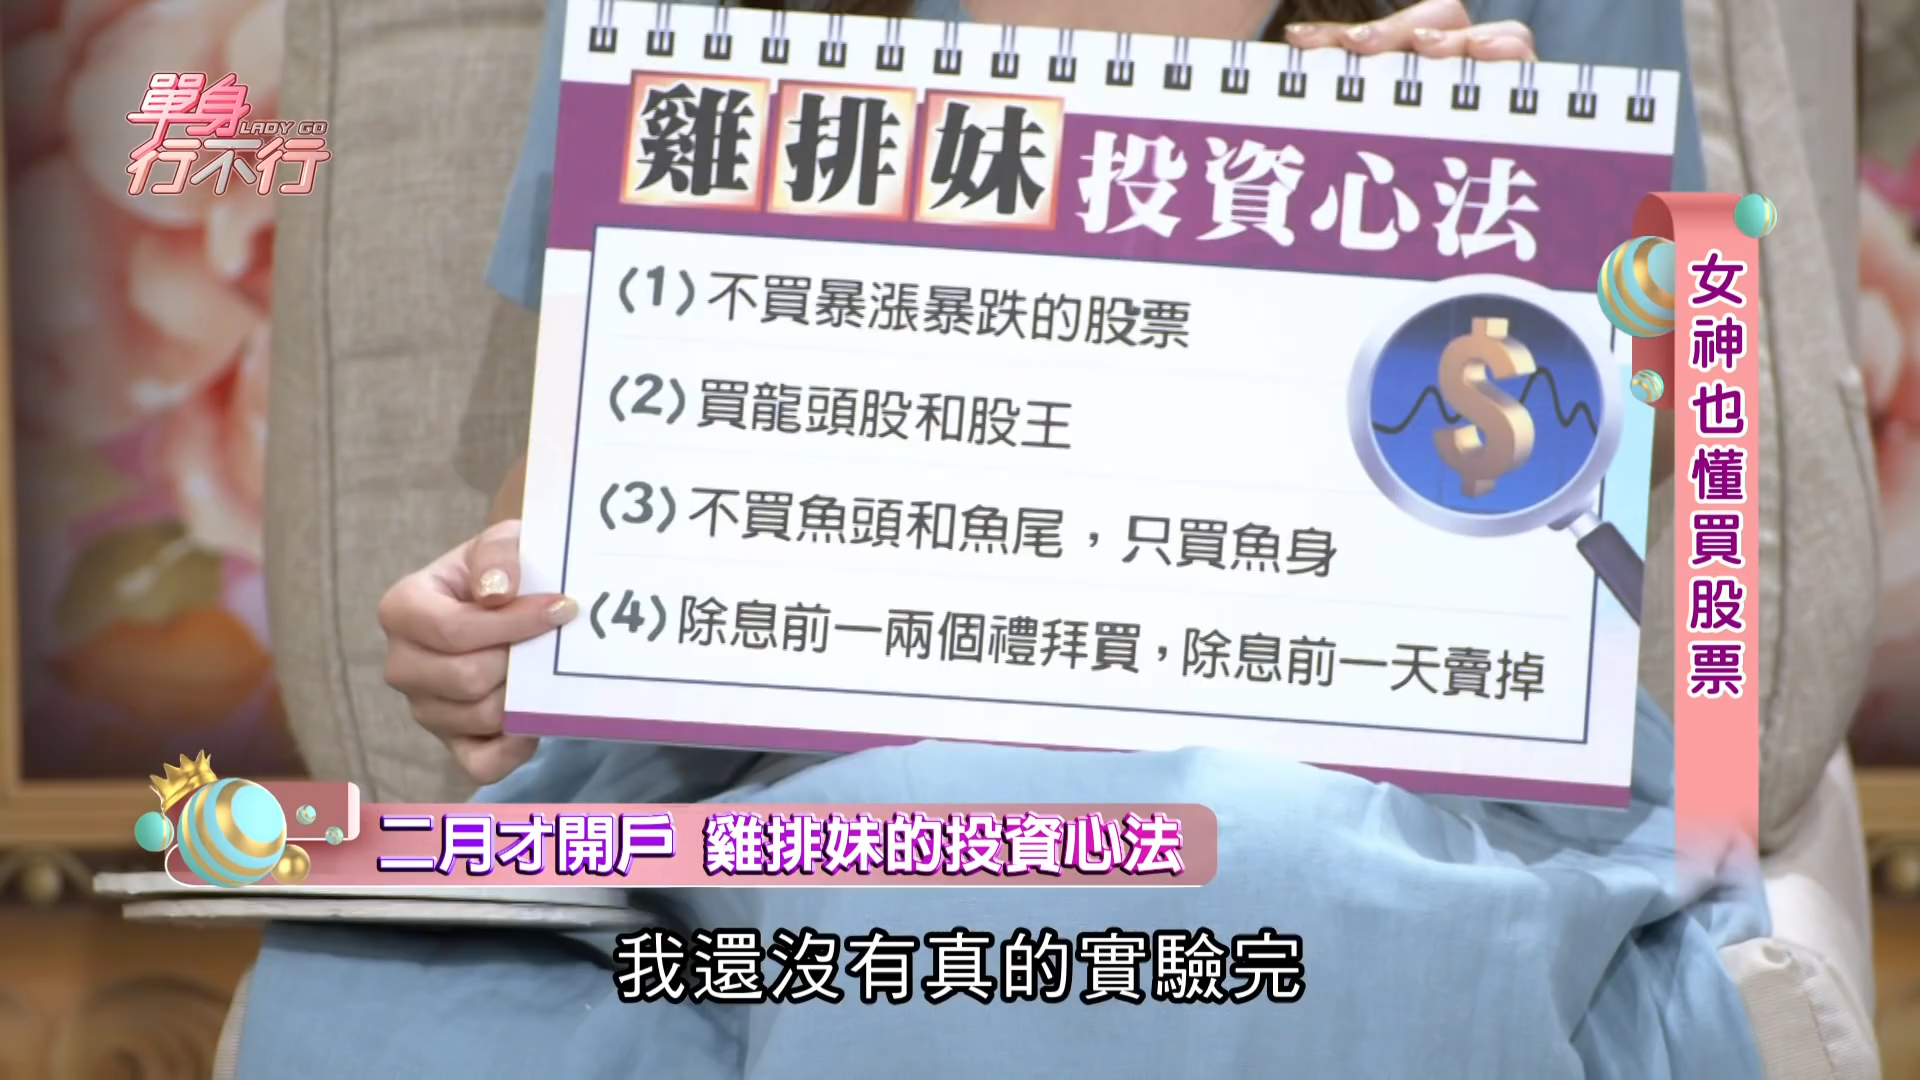 單身
LADY GO
行不行
雞排妹投資心法
(1)不買暴漲暴跌的股票
(2)買龍頭股和股王
(3)不買魚頭和魚尾，只買魚身
(4)除息前一兩個禮拜買，除息前一天賣掉
女神也懂買股票
二月才開戶 雞排妹的投資心法
我還沒有真的實驗完